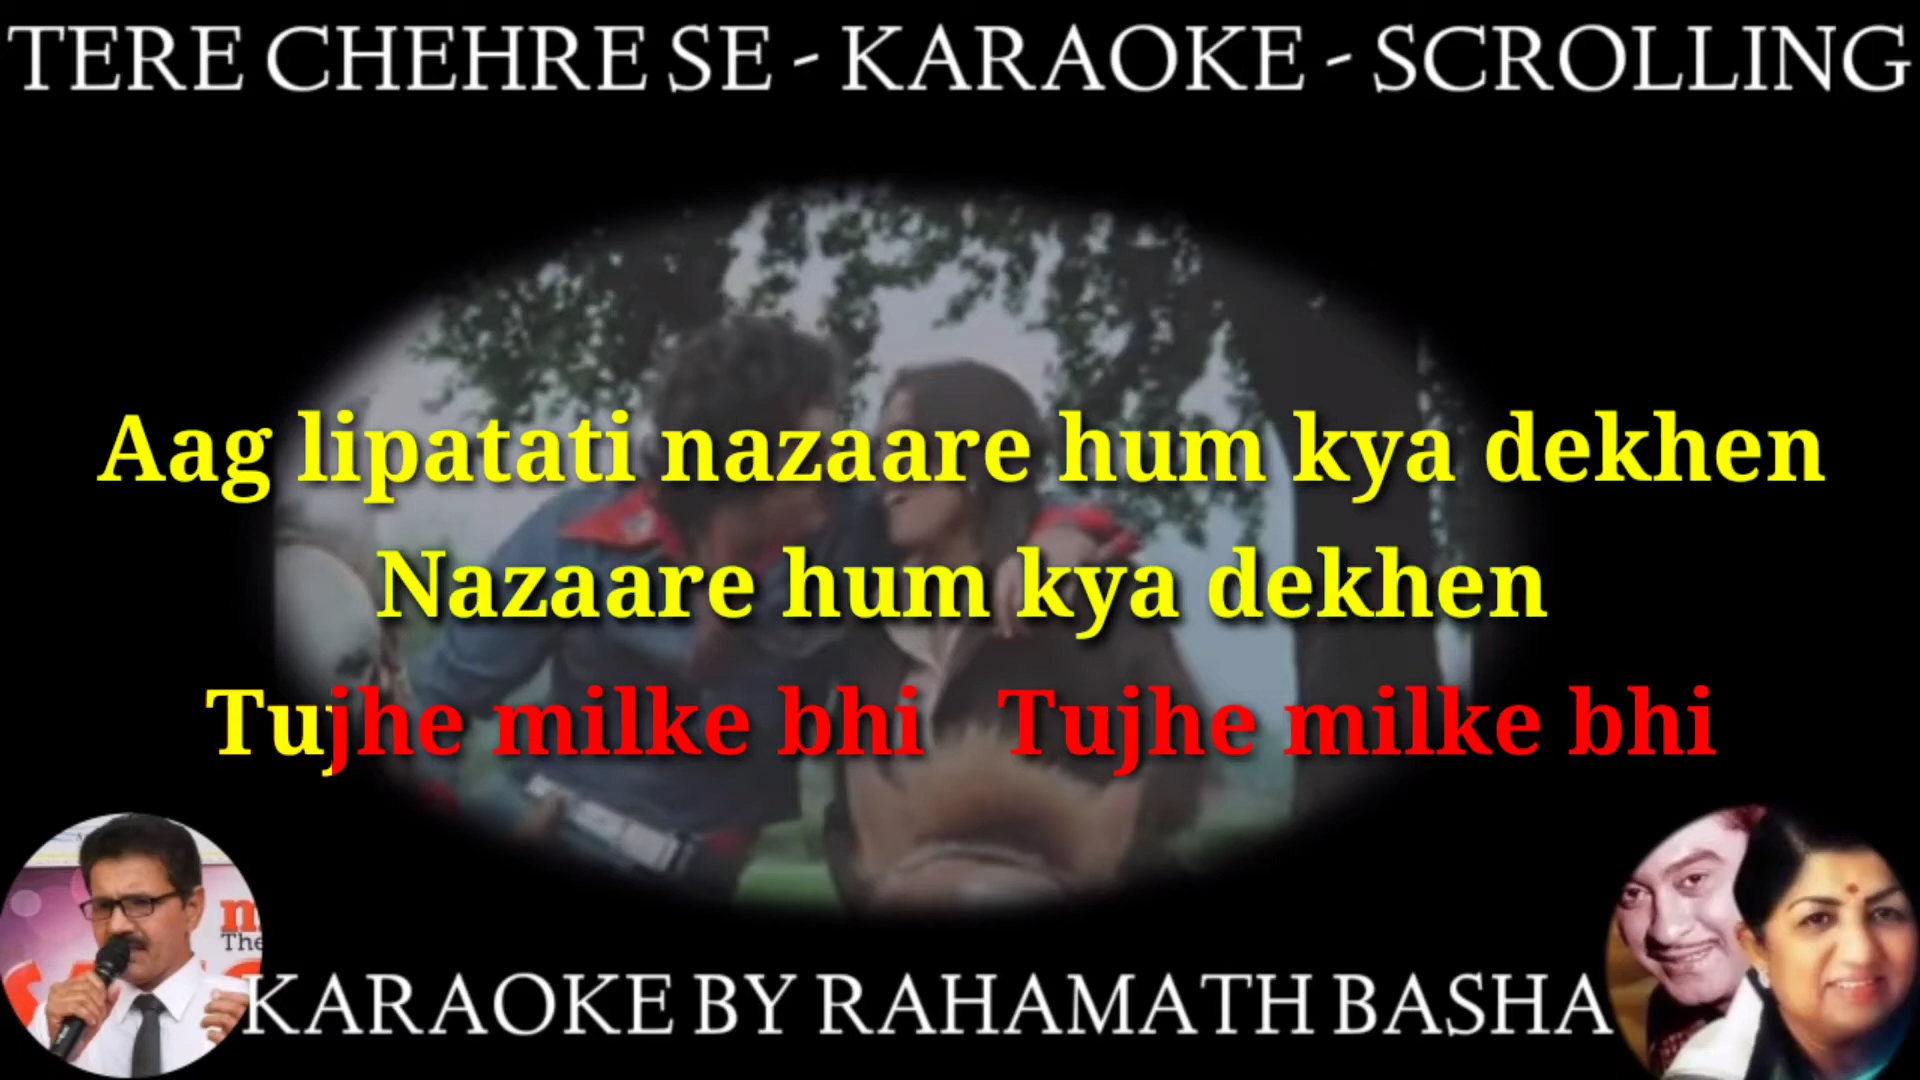 TERE CHEHRE SE - KARAOKE - SCROLLING
Aag lipatati nazaare hum kya dekhen
Nazaare hum kya dekhen
Tujhe milke bhi Tujhe milke bhi
The
KARAOKE BY RAHAMATH BASHA